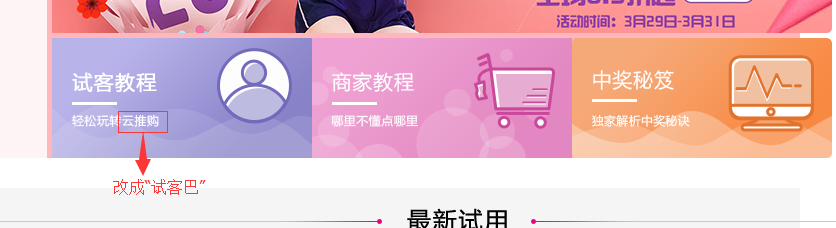 活动时间：3月29日-3月31日
试客教程
商家教程
中奖秘笈
轻松玩转云推购
哪里不懂点哪里
独家解析中奖秘诀
改成“试客巴”
最新试用